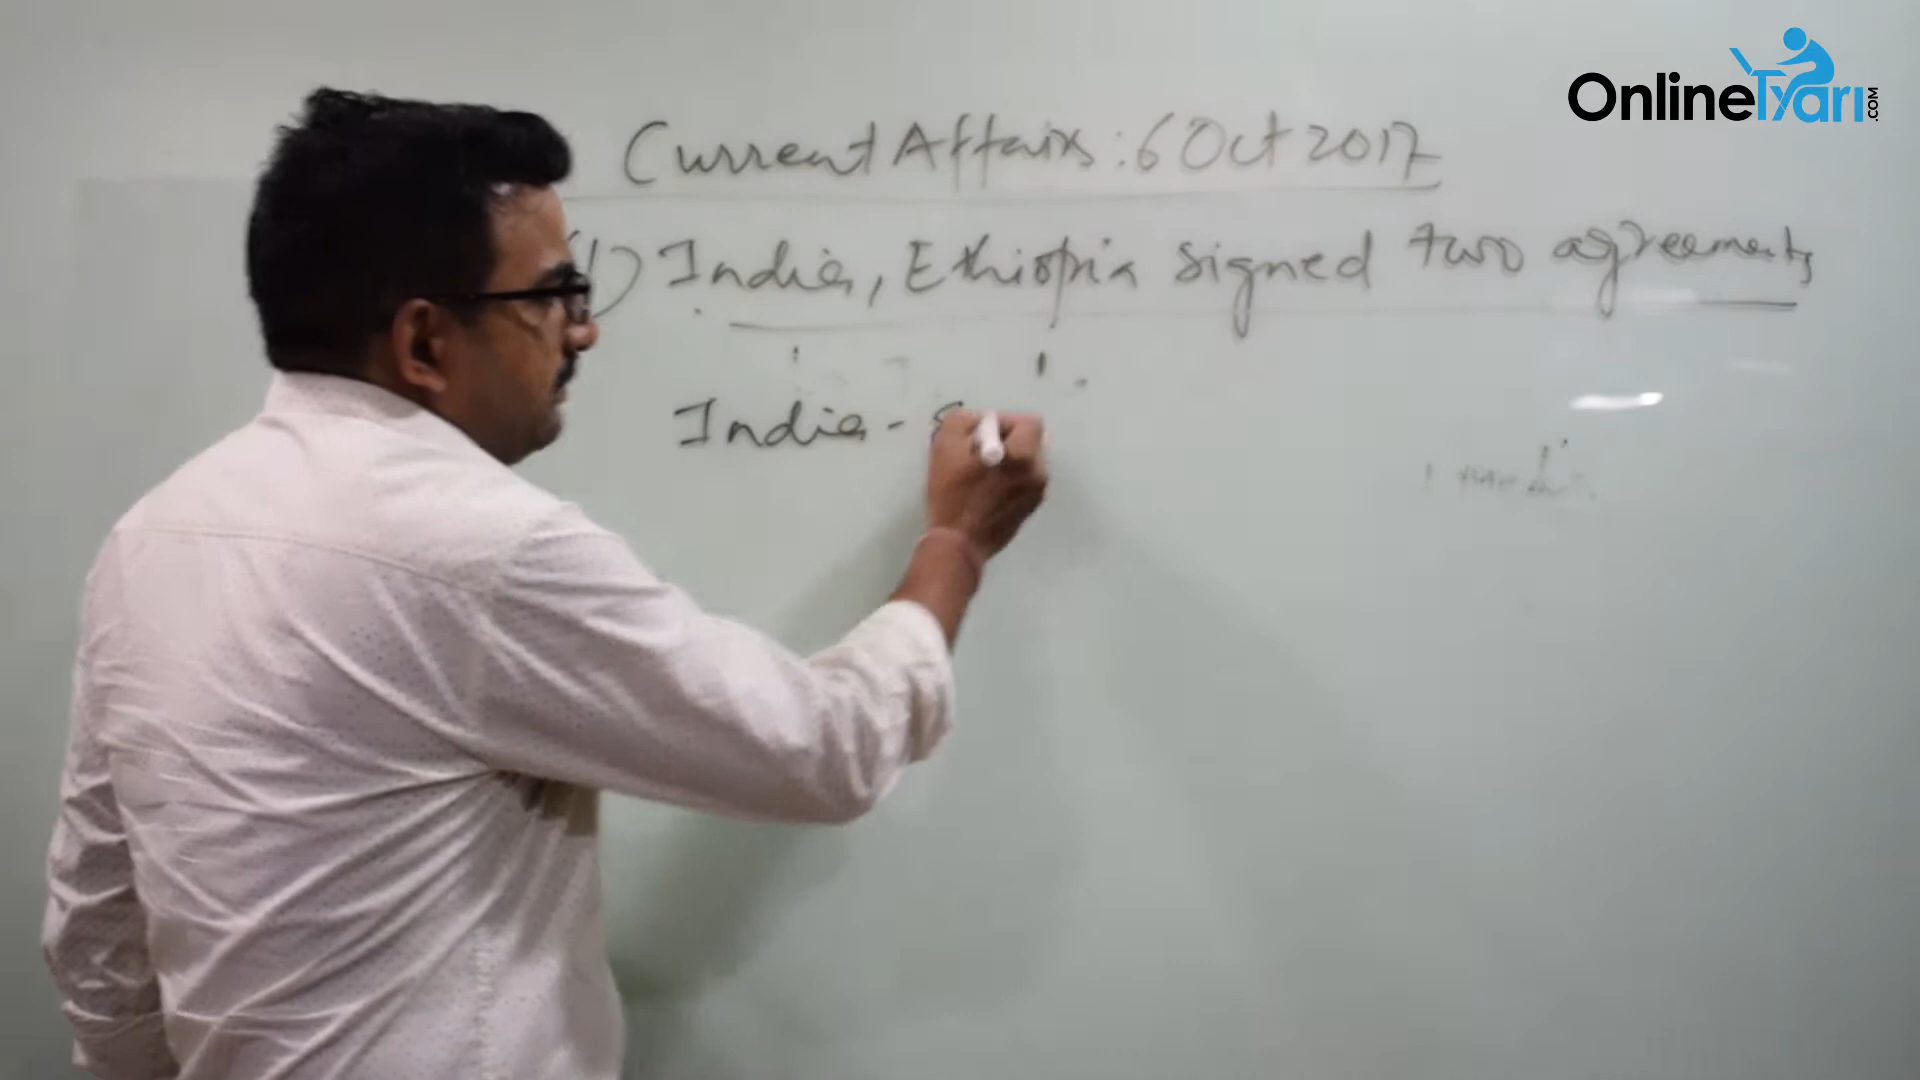 OnlineTyari.COM
Current Affairs : 6 Oct 2017
(1) India, Ethiopia signed two agreements
India -